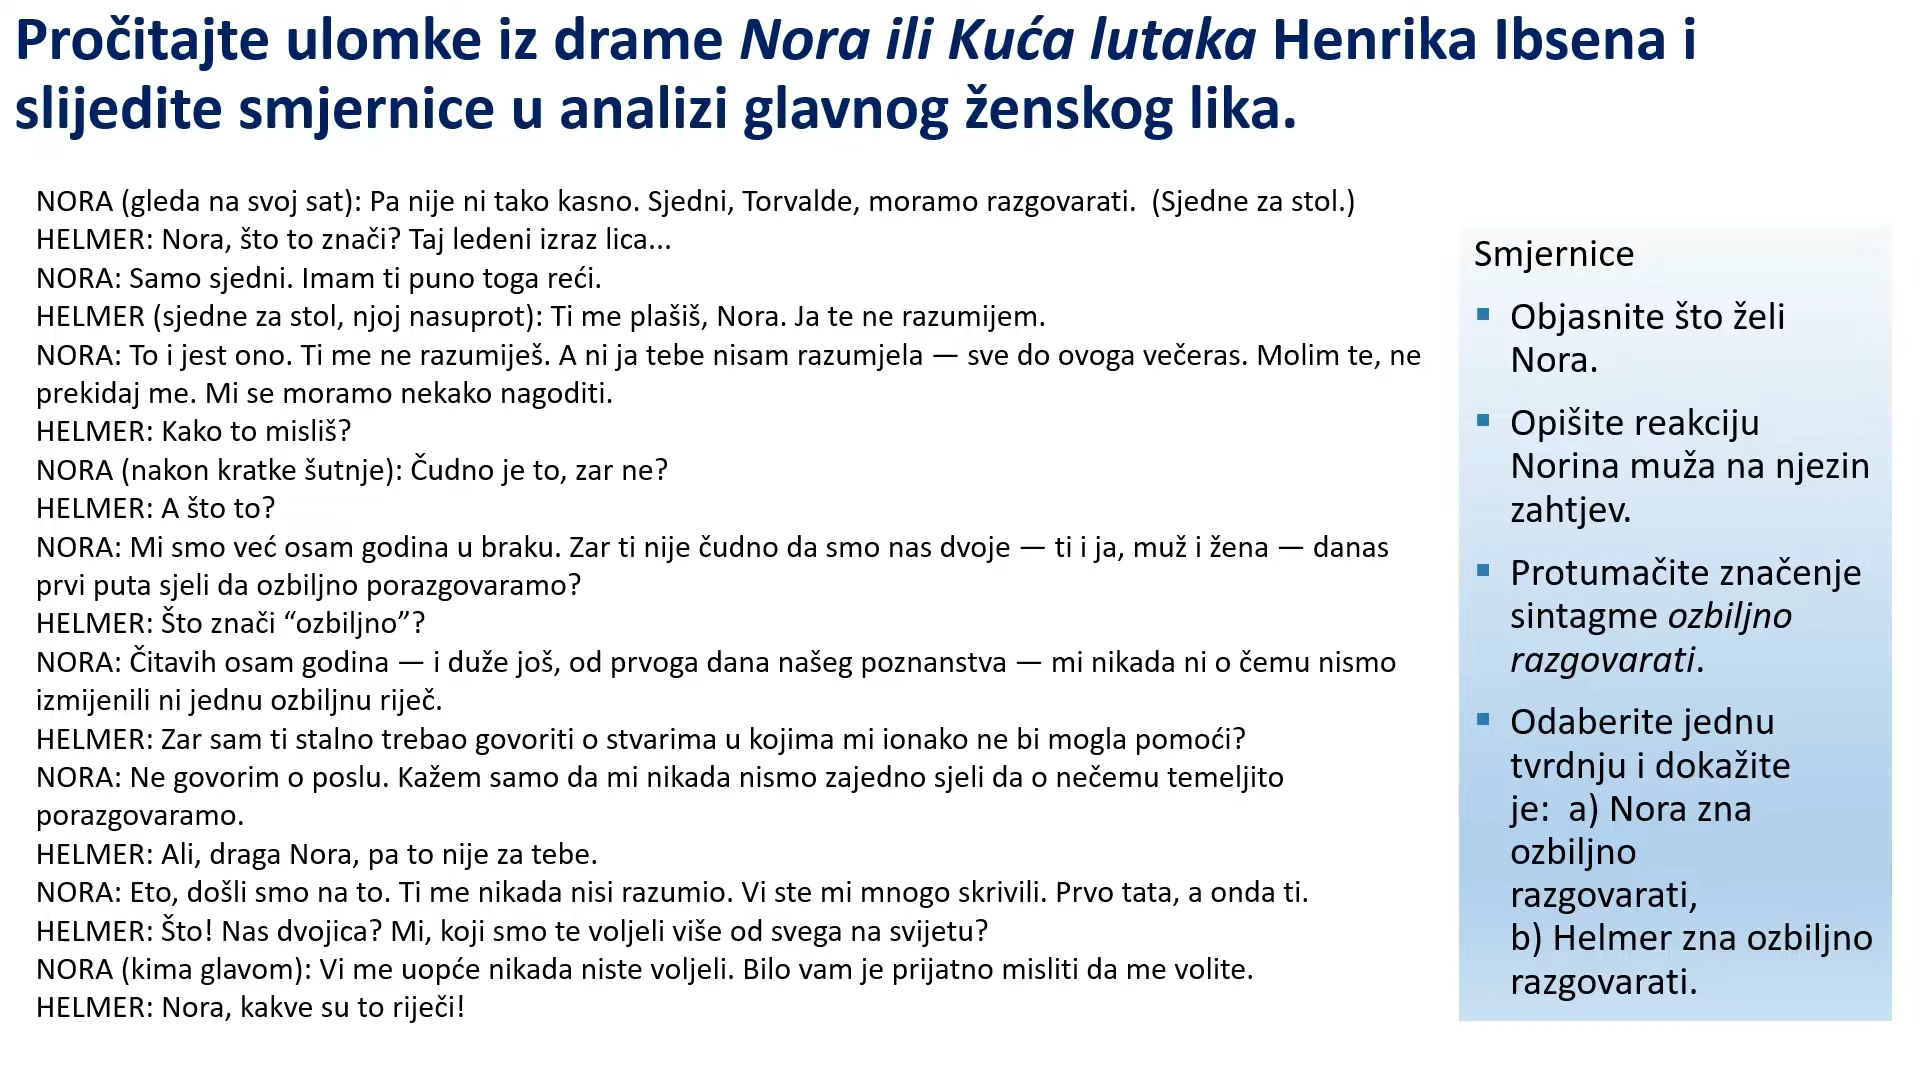 Pročitajte ulomke iz drame Nora ili Kuća lutaka Henrika Ibsena i
slijedite smjernice u analizi glavnog ženskog lika.
NORA (gleda na svoj sat): Pa nije ni tako kasno. Sjedni, Torvalde, moramo razgovarati. (Sjedne za stol.)
HELMER: Nora, što to znači? Taj ledeni izraz lica...
NORA: Samo sjedni. Imam ti puno toga reći.
HELMER (sjedne za stol, njoj nasuprot): Ti me plašiš, Nora. Ja te ne razumijem.
NORA: To i jest ono. Ti me ne razumiješ. A ni ja tebe nisam razumjela — sve do ovoga večeras. Molim te, ne
prekidaj me. Mi se moramo nekako nagoditi.
HELMER: Kako to misliš?
NORA (nakon kratke šutnje): Čudno je to, zar ne?
HELMER: A što to?
NORA: Mi smo već osam godina u braku. Zar ti nije čudno da smo nas dvoje — ti i ja, muž i žena — danas
prvi puta sjeli da ozbiljno porazgovaramo?
HELMER: Što znači “ozbiljno”?
NORA: Čitavih osam godina — i duže još, od prvoga dana našeg poznanstva — mi nikada ni o čemu nismo
izmijenili ni jednu ozbiljnu riječ.
HELMER: Zar sam ti stalno trebao govoriti o stvarima u kojima mi ionako ne bi mogla pomoći?
NORA: Ne govorim o poslu. Kažem samo da mi nikada nismo zajedno sjeli da o nečemu temeljito
porazgovaramo.
HELMER: Ali, draga Nora, pa to nije za tebe.
NORA: Eto, došli smo na to. Ti me nikada nisi razumio. Vi ste mi mnogo skrivili. Prvo tata, a onda ti.
HELMER: Što! Nas dvojica? Mi, koji smo te voljeli više od svega na svijetu?
NORA (kima glavom): Vi me uopće nikada niste voljeli. Bilo vam je prijatno misliti da me volite.
HELMER: Nora, kakve su to riječi!
Smjernice
▪ Objasnite što želi
Nora.
▪ Opišite reakciju
Norina muža na njezin
zahtjev.
▪ Protumačite značenje
sintagme ozbiljno
razgovarati.
▪ Odaberite jednu
tvrdnju i dokažite
je: a) Nora zna
ozbiljno
razgovarati,
b) Helmer zna ozbiljno
razgovarati.